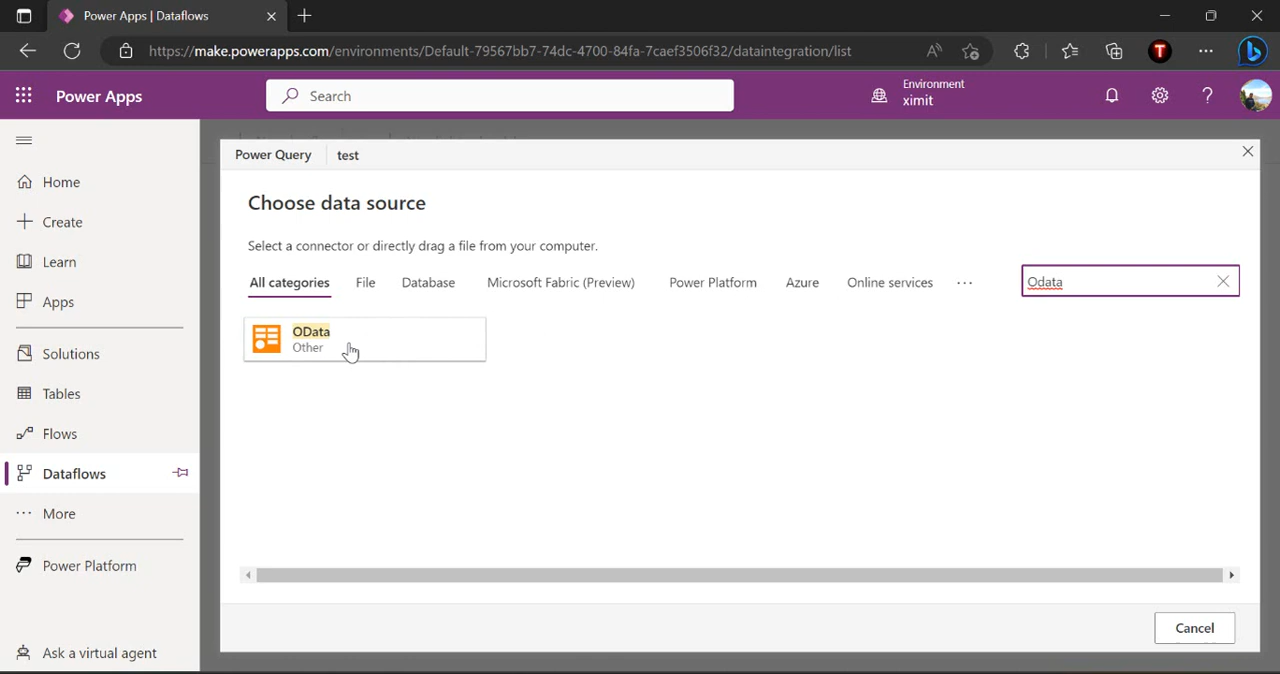 Power Apps | Dataflows
https://make.powerapps.com/environments/Default-79567bb7-74dc-4700-84fa-7caef3506f32/dataintegration/list
T
Power Apps
Search
Environment
ximit
Home
Create
Learn
Apps
Solutions
Tables
Flows
Dataflows
More
Power Platform
Ask a virtual agent
Power Query
test
Choose data source
Select a connector or directly drag a file from your computer.
All categories
File
Database
Microsoft Fabric (Preview)
Power Platform
Azure
Online services
Odata
OData
Other
Cancel